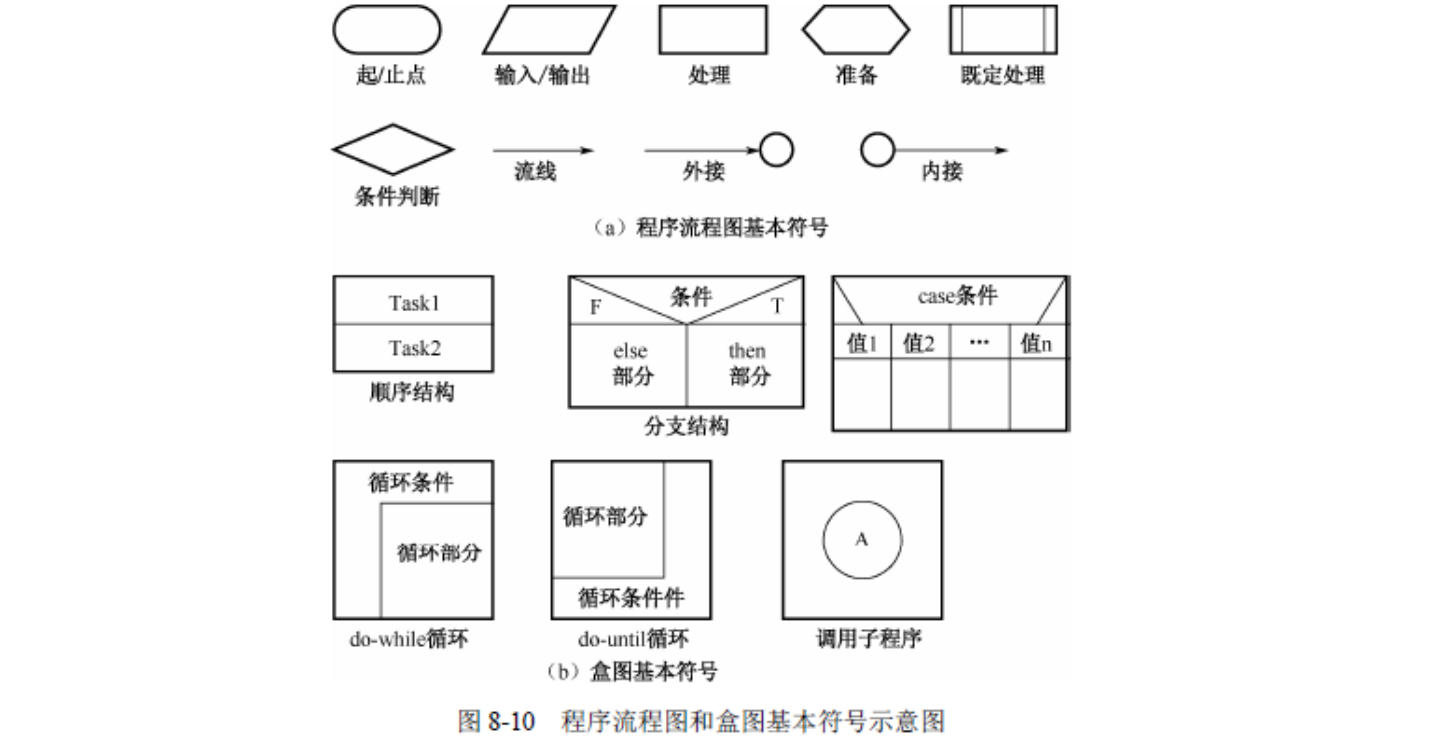 起/止点 输入/输出 处理 准备 既定处理
条件判断 流线 外接 内接
（a）程序流程图基本符号
Task1
Task2
顺序结构
F 条件 T
else
部分
then
部分
分支结构
case条件
值1 值2 … 值n
循环条件
循环部分
do-while循环
循环部分
循环条件件
do-until循环
A
调用子程序
（b）盒图基本符号
图 8-10 程序流程图和盒图基本符号示意图